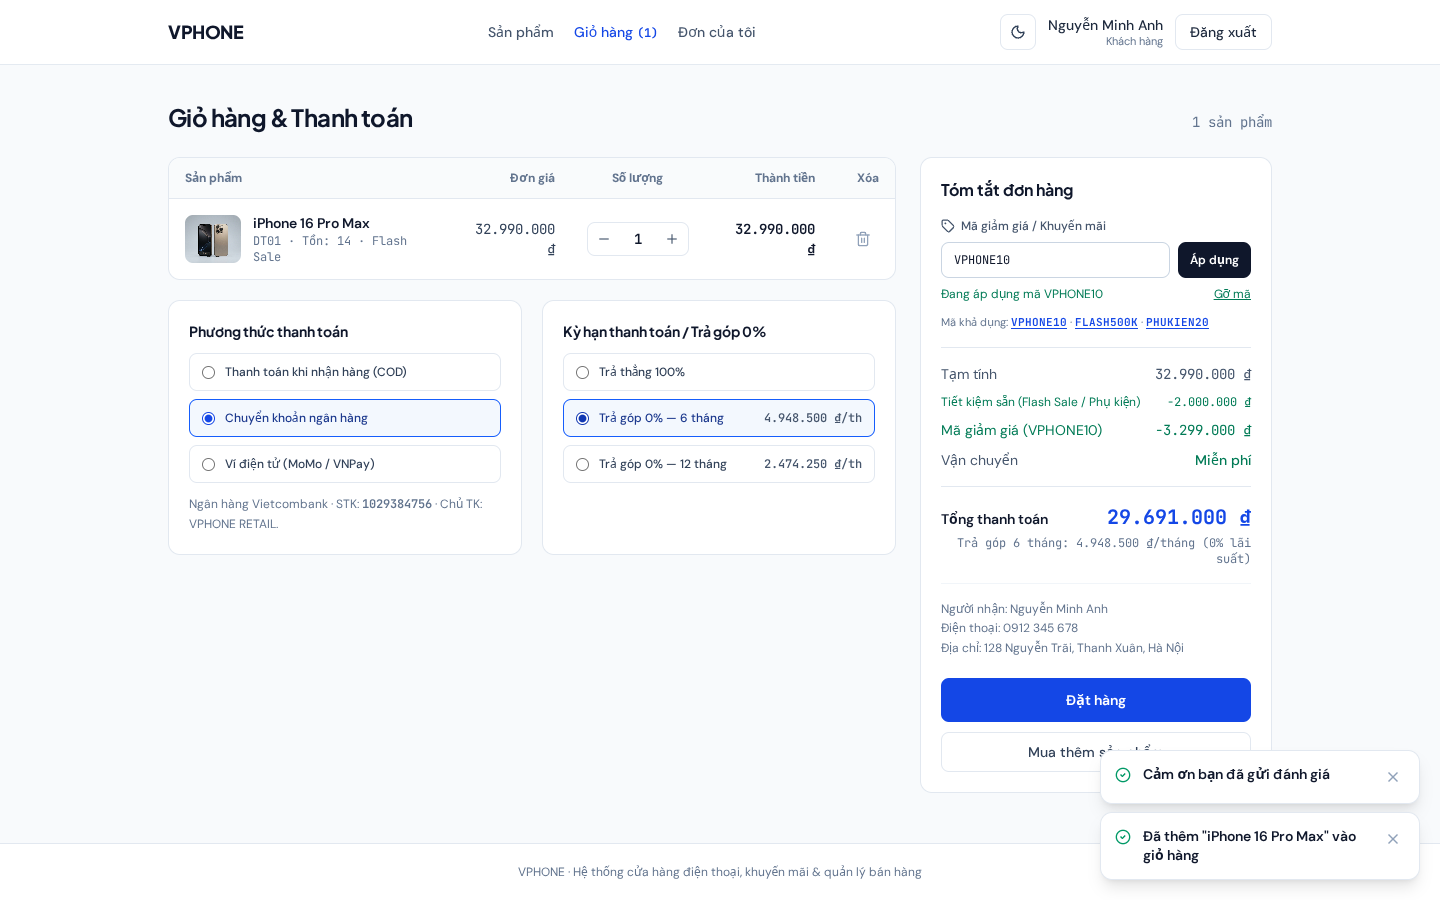 VPHONE
Sản phẩm
Giỏ hàng (1)
Đơn của tôi
Nguyễn Minh Anh
Khách hàng
Đăng xuất
Giỏ hàng & Thanh toán
1 sản phẩm
Sản phẩm
Đơn giá
Số lượng
Thành tiền
Xóa
iPhone 16 Pro Max
DT01 · Tồn: 14 · Flash
Sale
32.990.000
₫
1
32.990.000
₫
Phương thức thanh toán
Thanh toán khi nhận hàng (COD)
Chuyển khoản ngân hàng
Ví điện tử (MoMo / VNPay)
Ngân hàng Vietcombank · STK: 1029384756 · Chủ TK:
VPHONE RETAIL.
Kỳ hạn thanh toán / Trả góp 0%
Trả thẳng 100%
Trả góp 0% — 6 tháng 4.948.500 ₫/th
Trả góp 0% — 12 tháng 2.474.250 ₫/th
Tóm tắt đơn hàng
Mã giảm giá / Khuyến mãi
VPHONE10
Áp dụng
Đang áp dụng mã VPHONE10
Gỡ mã
Mã khả dụng: VPHONE10 · FLASH500K · PHUKIEN20
Tạm tính 32.990.000 ₫
Tiết kiệm sẵn (Flash Sale / Phụ kiện) -2.000.000 ₫
Mã giảm giá (VPHONE10) -3.299.000 ₫
Vận chuyển Miễn phí
Tổng thanh toán 29.691.000 ₫
Trả góp 6 tháng: 4.948.500 ₫/tháng (0% lãi
suất)
Người nhận: Nguyễn Minh Anh
Điện thoại: 0912 345 678
Địa chỉ: 128 Nguyễn Trãi, Thanh Xuân, Hà Nội
Đặt hàng
Mua thêm
Cảm ơn bạn đã gửi đánh giá
Đã thêm "iPhone 16 Pro Max" vào
giỏ hàng
VPHONE · Hệ thống cửa hàng điện thoại, khuyến mãi & quản lý bán hàng